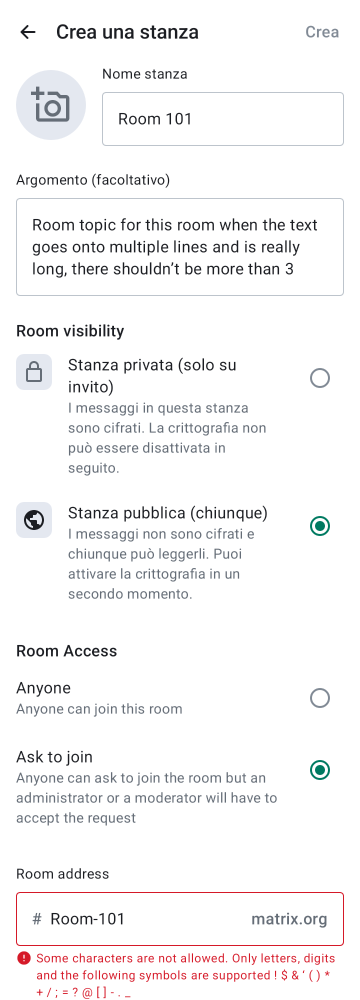 Crea una stanza
Crea
Nome stanza
Room 101
Argomento (facoltativo)
Room topic for this room when the text
goes onto multiple lines and is really
long, there shouldn’t be more than 3
Room visibility
Stanza privata (solo su
invito)
I messaggi in questa stanza
sono cifrati. La crittografia non
può essere disattivata in
seguito.
Stanza pubblica (chiunque)
I messaggi non sono cifrati e
chiunque può leggerli. Puoi
attivare la crittografia in un
secondo momento.
Room Access
Anyone
Anyone can join this room
Ask to join
Anyone can ask to join the room but an
administrator or a moderator will have to
accept the request
Room address
# Room-101 matrix.org
Some characters are not allowed. Only letters, digits
and the following symbols are supported ! $ & ‘ ( ) *
+ / ; = ? @ [ ] - . _